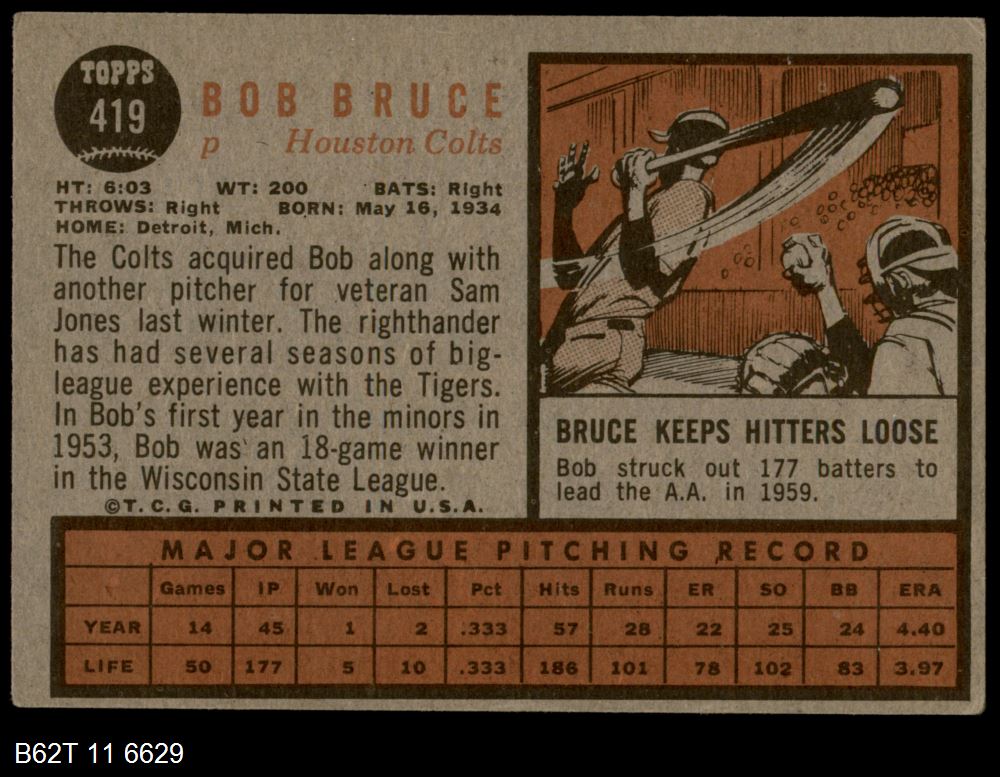 TOPPS
419
BOB BRUCE
p Houston Colts
HT: 6:03 WT: 200 BATS: Right
THROWS: Right BORN: May 16, 1934
HOME: Detroit, Mich.
The Colts acquired Bob along with
another pitcher for veteran Sam
Jones last winter. The righthander
has had several seasons of big-
league experience with the Tigers.
In Bob's first year in the minors in
1953, Bob was an 18-game winner
in the Wisconsin State League.
©T.C.G. PRINTED IN U.S.A.
BRUCE KEEPS HITTERS LOOSE
Bob struck out 177 batters to
lead the A.A. in 1959.
MAJOR LEAGUE PITCHING RECORD
Games IP Won Lost Pct Hits Runs ER SO BB ERA
YEAR 14 45 1 2 .333 57 28 22 25 24 4.40
LIFE 50 177 5 10 .333 186 101 78 102 83 3.97
B62T 11 6629